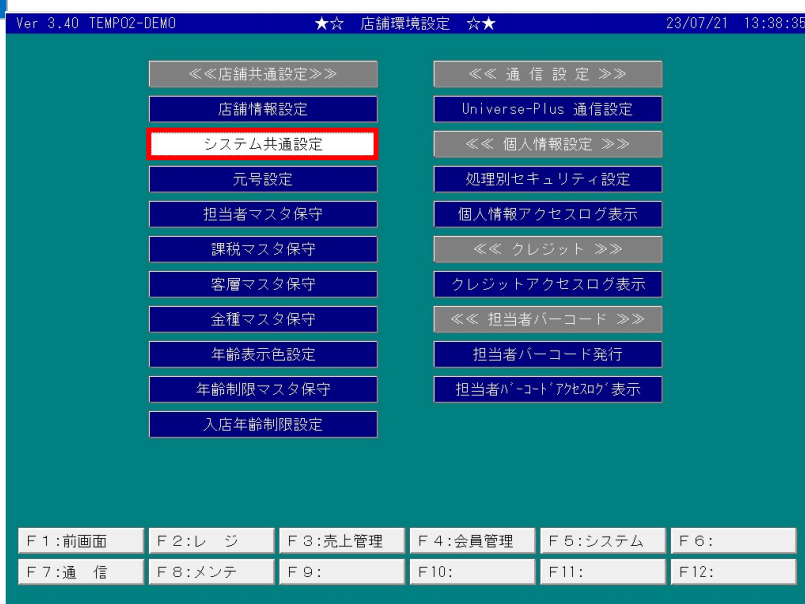 Ver 3.40 TEMPO2-DEMO ★☆ 店舗環境設定 ☆★ 23/07/21 13:38:35
≪≪店舗共通設定≫≫
店舗情報設定
システム共通設定
元号設定
担当者マスタ保守
課税マスタ保守
客層マスタ保守
金種マスタ保守
年齢表示色設定
年齢制限マスタ保守
入店年齢制限設定
≪≪ 通 信 設 定 ≫≫
Universe-Plus 通信設定
≪≪ 個人情報設定 ≫≫
処理別セキュリティ設定
個人情報アクセスログ表示
≪≪ クレジット ≫≫
クレジットアクセスログ表示
≪≪ 担当者バーコード ≫≫
担当者バーコード発行
担当者ﾊﾞｰｺｰﾄﾞｱｸｾｽﾛｸﾞ表示
F1:前画面 F2:レ ジ F3:売上管理 F4:会員管理 F5:システム F6:
F7:通 信 F8:メンテ F9: F10: F11: F12: